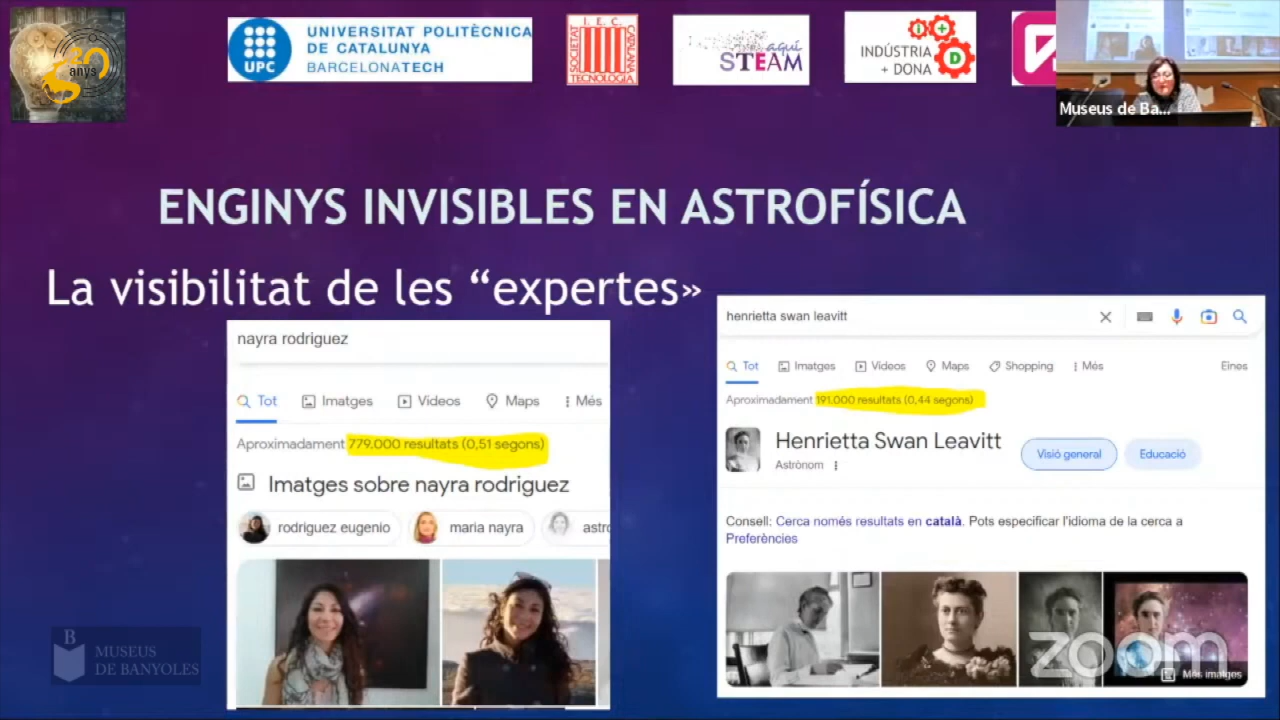 30
anys
UPC
UNIVERSITAT POLITÈCNICA
DE CATALUNYA
BARCELONATECH
I. E. C.
SOCIETAT
CATALANA
TECNOLOGIA
aquí
STEAM
INDÚSTRIA
+ DONA
i
D
Museus de Ba...
ENGINYS INVISIBLES EN ASTROFÍSICA
La visibilitat de les “expertes»
nayra rodriguez
Tot Imatges Vídeos Maps Més
Aproximadament 779.000 resultats (0,51 segons)
Imatges sobre nayra rodriguez
rodriguez eugenio maria nayra astro
henrietta swan leavitt
Tot Imatges Vídeos Maps Shopping Més Eines
Aproximadament 191.000 resultats (0,44 segons)
Henrietta Swan Leavitt
Astrònom
Visió general Educació
Consell: Cerca només resultats en català. Pots especificar l'idioma de la cerca a
Preferències
Més imatges
zoom
B
MUSEUS
DE BANYOLES